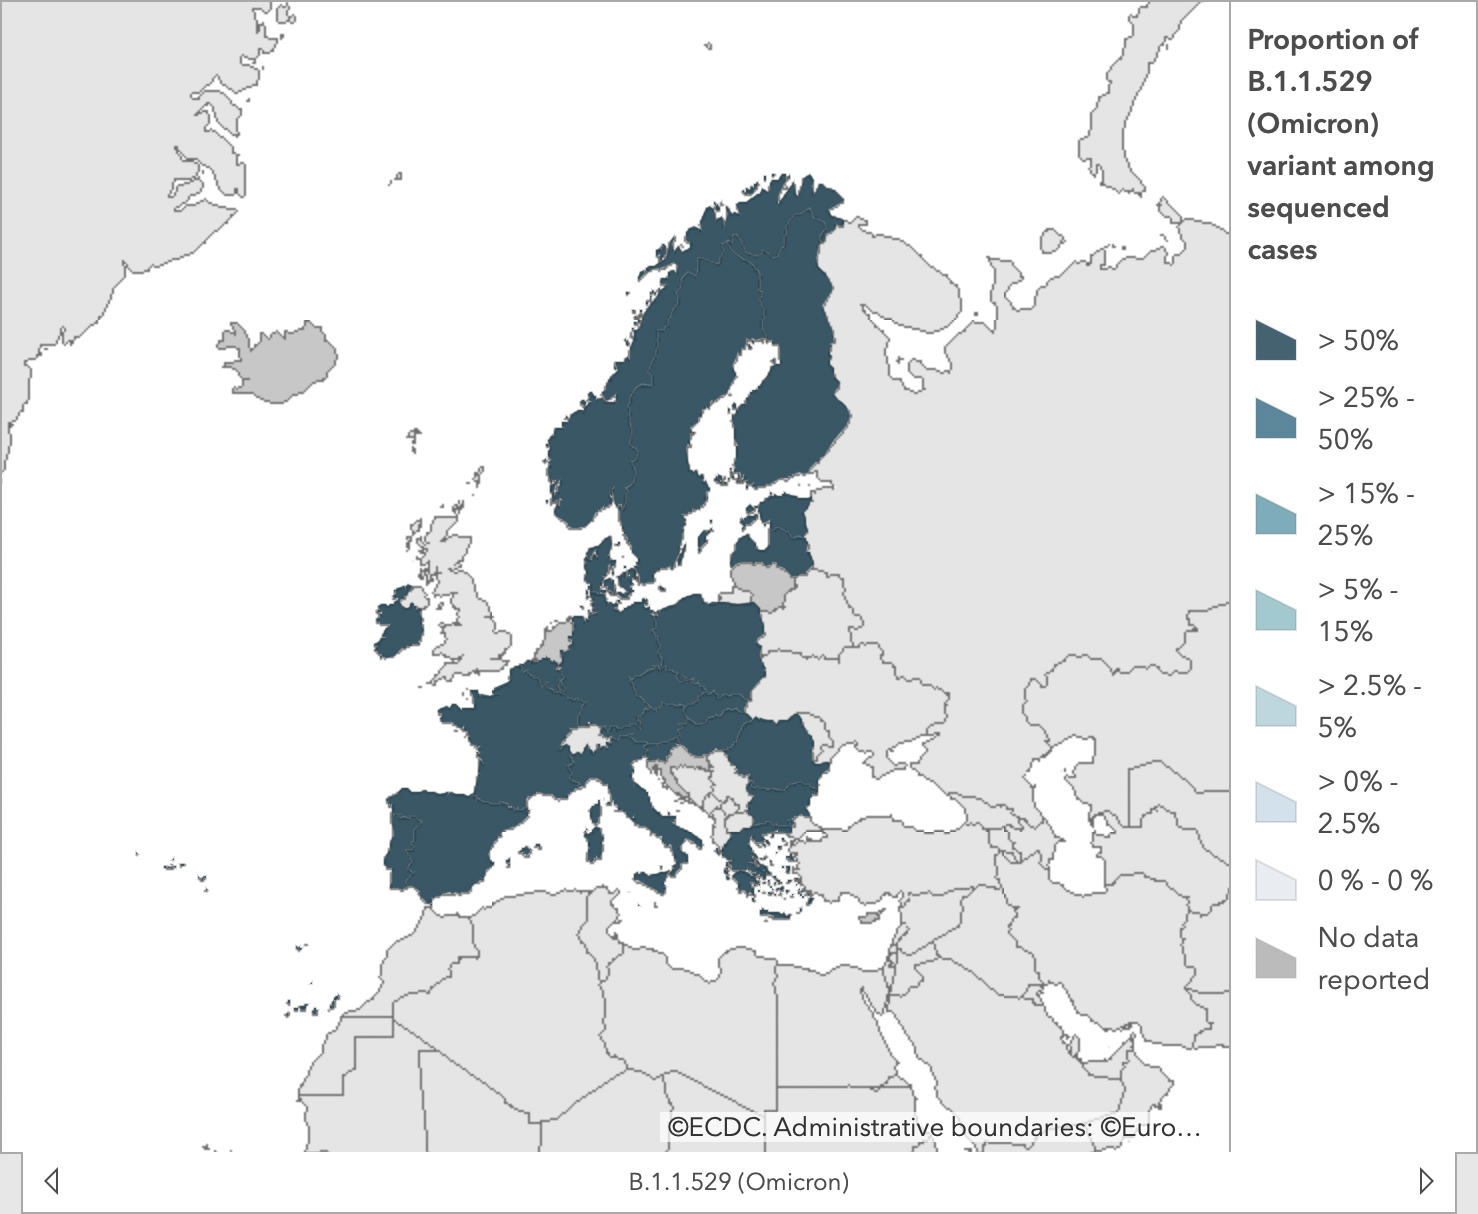 Proportion of
B.1.1.529
(Omicron)
variant among
sequenced
cases
> 50%
> 25% -
50%
> 15% -
25%
> 5% -
15%
> 2.5% -
5%
> 0% -
2.5%
0 % - 0 %
No data
reported
©ECDC. Administrative boundaries: ©Euro…
B.1.1.529 (Omicron)